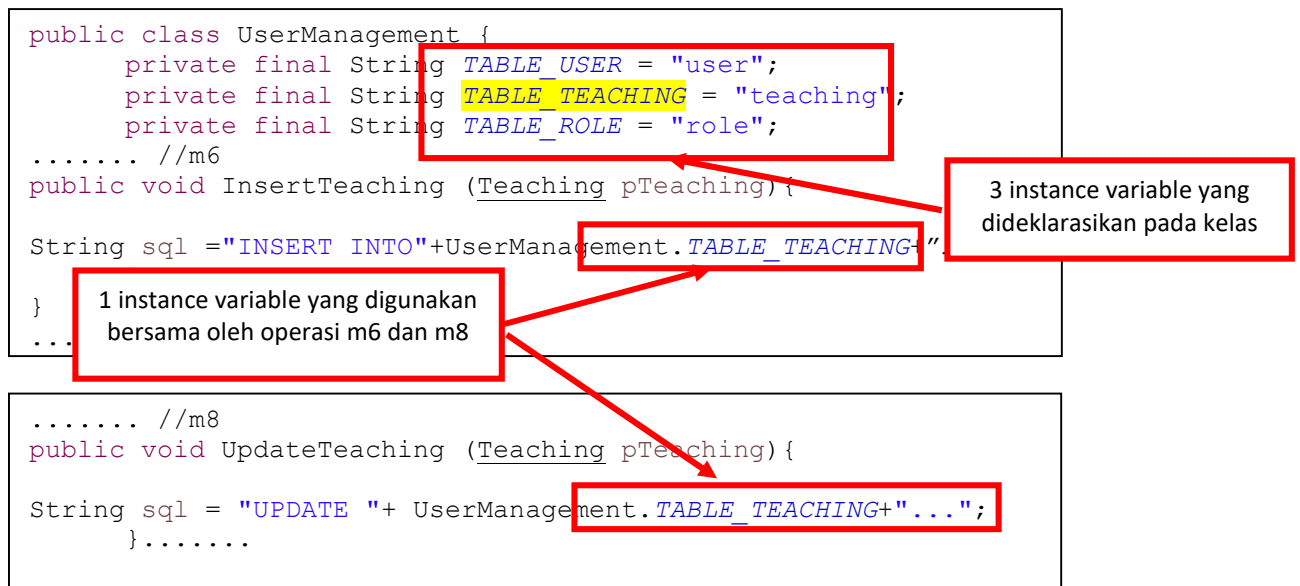 public class UserManagement {
private final String TABLE_USER = "user";
private final String TABLE_TEACHING = "teaching";
private final String TABLE_ROLE = "role";
....... //m6
public void InsertTeaching (Teaching pTeaching){
3 instance variable yang
dideklarasikan pada kelas
String sql ="INSERT INTO"+UserManagement.TABLE_TEACHING+”.
}
1 instance variable yang digunakan
bersama oleh operasi m6 dan m8
...
....... //m8
public void UpdateTeaching (Teaching pTeaching){
String sql = "UPDATE "+ UserManagement.TABLE_TEACHING+"...";
}.......